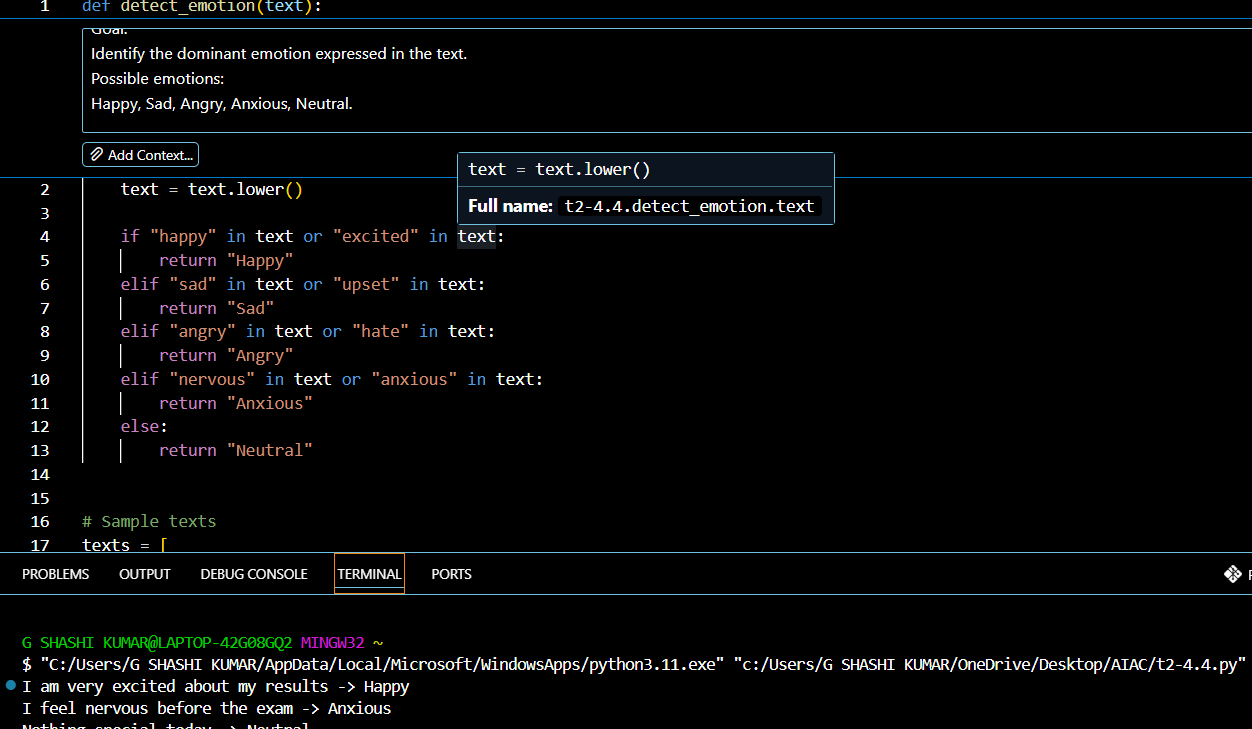 1 def detect_emotion(text):
Goal:
Identify the dominant emotion expressed in the text.
Possible emotions:
Happy, Sad, Angry, Anxious, Neutral.
Add Context...
text = text.lower()
Full name: t2-4.4.detect_emotion.text
2 text = text.lower()
3
4 if "happy" in text or "excited" in text:
5 return "Happy"
6 elif "sad" in text or "upset" in text:
7 return "Sad"
8 elif "angry" in text or "hate" in text:
9 return "Angry"
10 elif "nervous" in text or "anxious" in text:
11 return "Anxious"
12 else:
13 return "Neutral"
14
15
16 # Sample texts
17 texts = [
PROBLEMS OUTPUT DEBUG CONSOLE TERMINAL PORTS
G SHASHI KUMAR@LAPTOP-42G08GQ2 MINGW32 ~
$ "C:/Users/G SHASHI KUMAR/AppData/Local/Microsoft/WindowsApps/python3.11.exe" "c:/Users/G SHASHI KUMAR/OneDrive/Desktop/AIAC/t2-4.4.py"
I am very excited about my results -> Happy
I feel nervous before the exam -> Anxious
Nothing special today -> Neutral